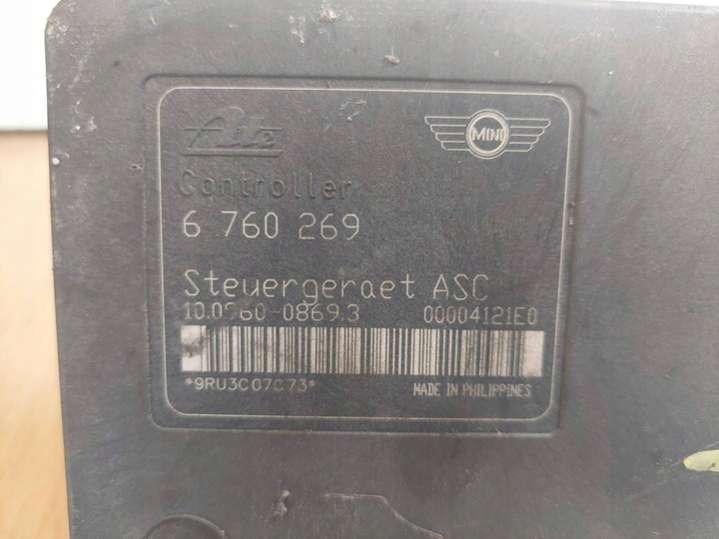 Ate
MINI
Controller
6 760 269
Steuergeraet ASC
10.0960-0869.3 00004121E0
*9RU3C07C73*
MADE IN PHILIPPINES